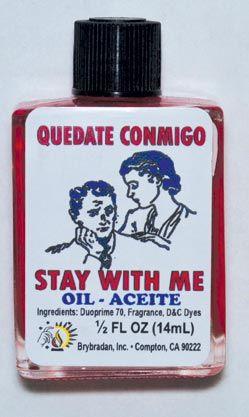 QUEDATE CONMIGO
STAY WITH ME
OIL - ACEITE
Ingredients: Duoprime 70, Fragrance, D&C Dyes
½ FL OZ (14mL)
Brybradan, Inc. • Compton, CA 90222